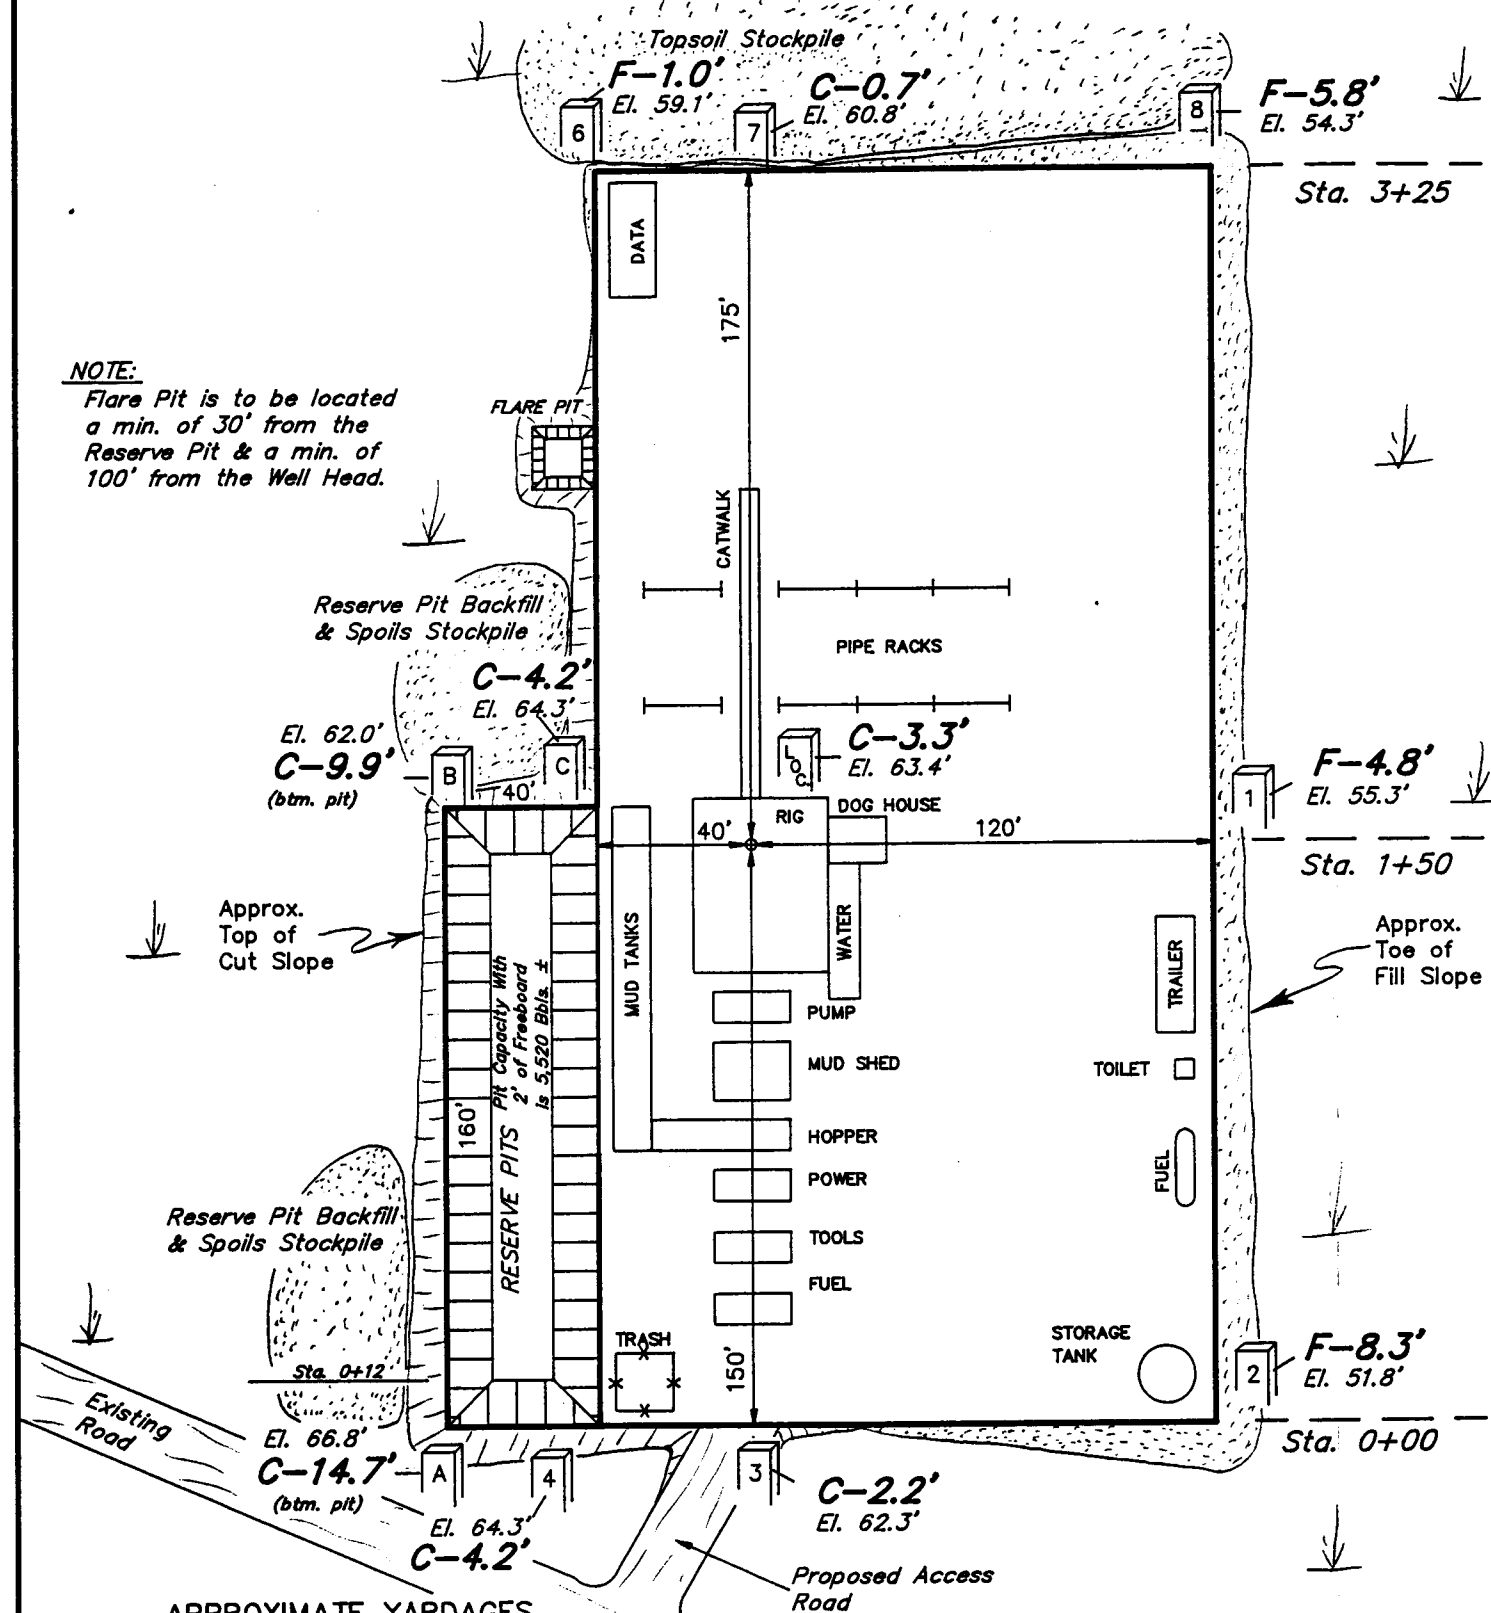 Topsoil Stockpile
F-1.0'
El. 59.1'
C-0.7'
El. 60.8'
F-5.8'
El. 54.3'
6
7
8
Sta. 3+25
DATA
175'
NOTE:
Flare Pit is to be located
a min. of 30' from the
Reserve Pit & a min. of
100' from the Well Head.
FLARE PIT
CATWALK
Reserve Pit Backfill
& Spoils Stockpile
PIPE RACKS
C-4.2'
El. 64.3'
El. 62.0'
C-9.9'
(btm. pit)
B
C
40'
LOC.
C-3.3'
El. 63.4'
F-4.8'
El. 55.3'
1
RIG
DOG HOUSE
40'
120'
Sta. 1+50
Approx.
Top of
Cut Slope
MUD TANKS
WATER
TRAILER
Approx.
Toe of
Fill Slope
PUMP
MUD SHED
TOILET
HOPPER
POWER
FUEL
TOOLS
FUEL
160'
RESERVE PITS
Pit Capacity With
2' of Freeboard
is 5,520 Bbls. ±
Reserve Pit Backfill
& Spoils Stockpile
TRASH
150'
STORAGE
TANK
F-8.3'
El. 51.8'
2
Sta. 0+12
Existing
Road
Sta. 0+00
El. 66.8'
C-14.7'
(btm. pit)
A
4
3
C-2.2'
El. 62.3'
El. 64.3'
C-4.2'
Proposed Access
Road
APPROXIMATE YARDAGES